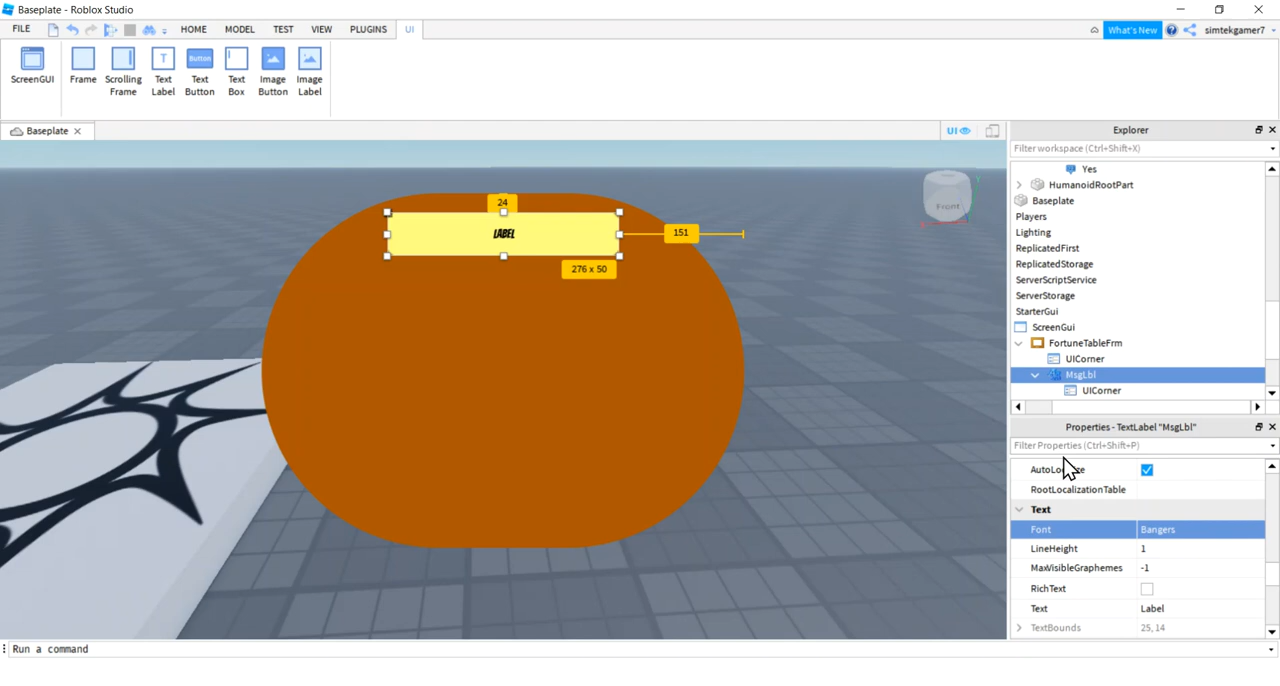 Baseplate - Roblox Studio
FILE HOME MODEL TEST VIEW PLUGINS UI What's New simtekgamer7
ScreenGUI Frame Scrolling Frame Text Label Button Text Button Text Box Image Button Image Label
Baseplate
UI
24
LABEL
151
276 x 50
Front
Explorer
Filter workspace (Ctrl+Shift+X)
Yes
HumanoidRootPart
Baseplate
Players
Lighting
ReplicatedFirst
ReplicatedStorage
ServerScriptService
ServerStorage
StarterGui
ScreenGui
FortuneTableFrm
UICorner
MsgLbl
UICorner
Properties - TextLabel "MsgLbl"
Filter Properties (Ctrl+Shift+P)
RootLocalizationTable
Text
Font Bangers
LineHeight 1
MaxVisibleGraphemes -1
RichText
Text Label
TextBounds 25, 14
Run a command